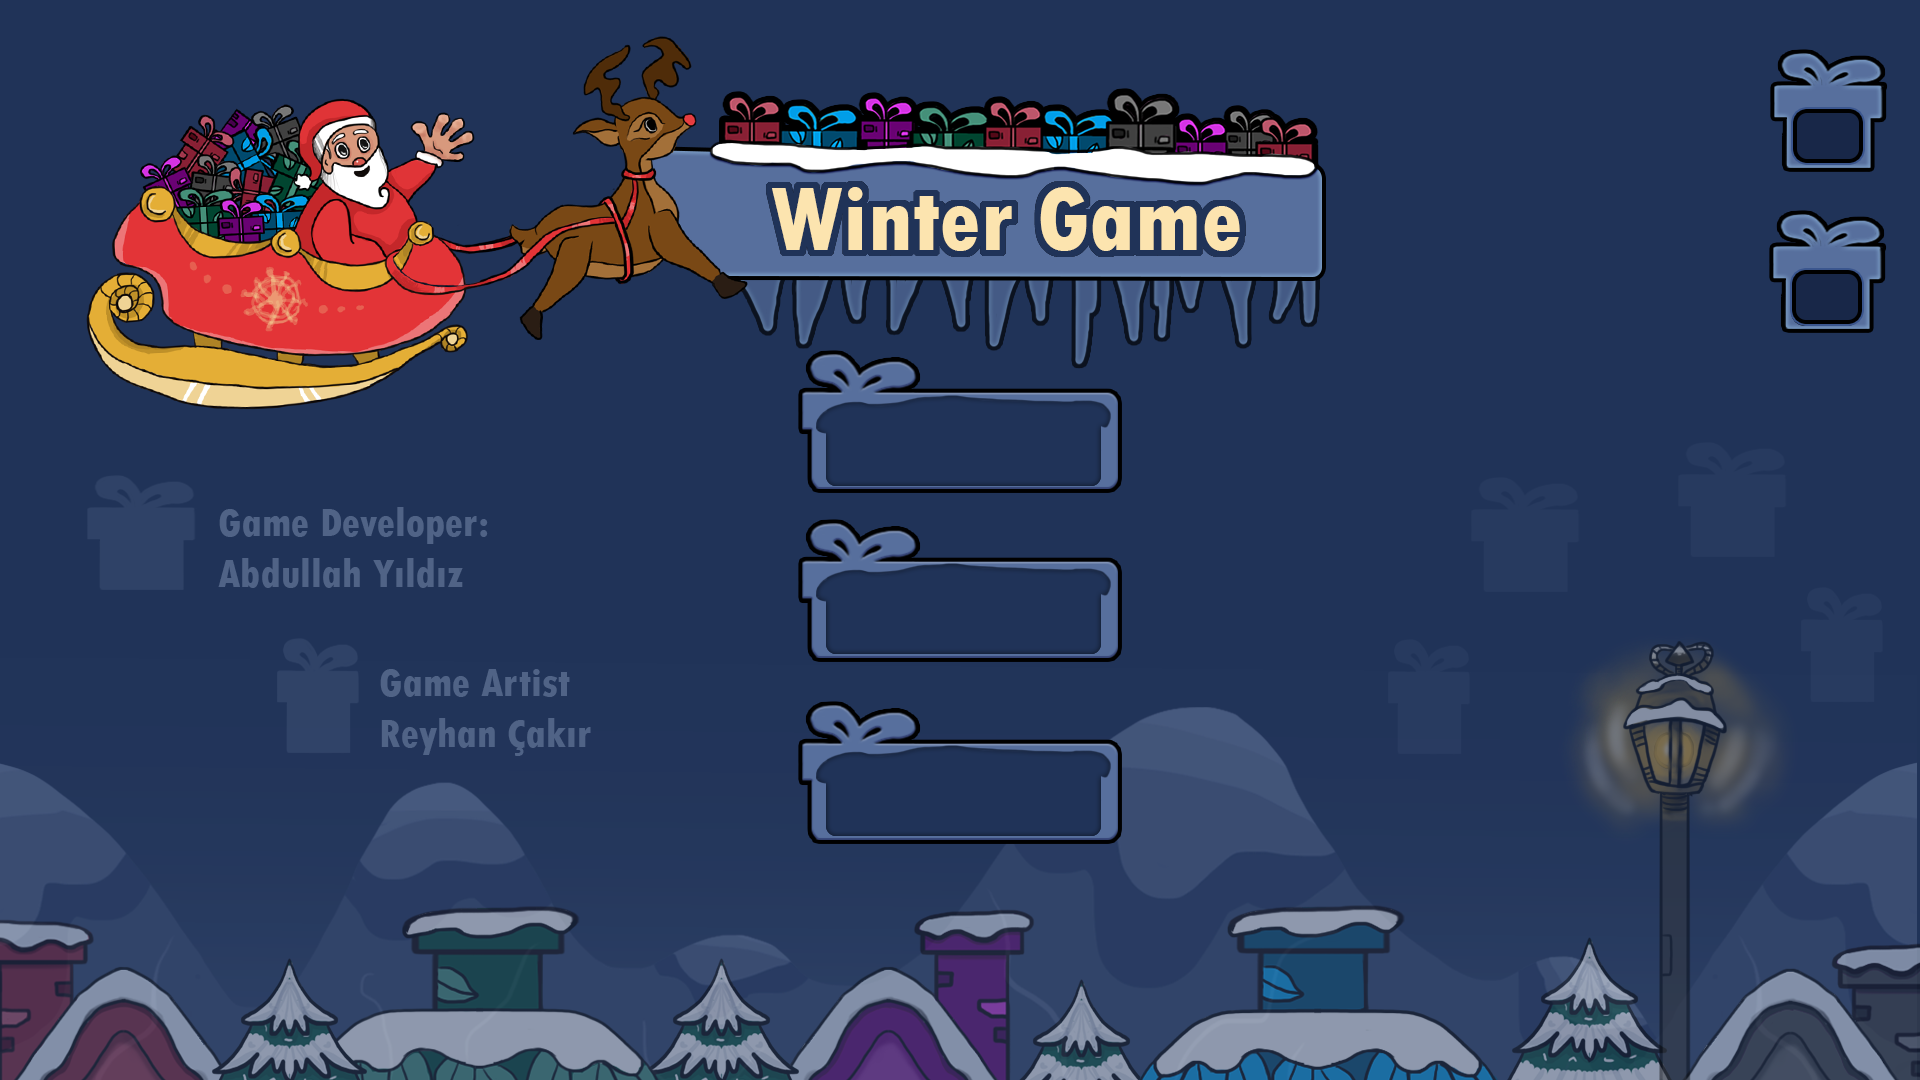 Winter Game
Game Developer:
Abdullah Yıldız
Game Artist
Reyhan Çakır